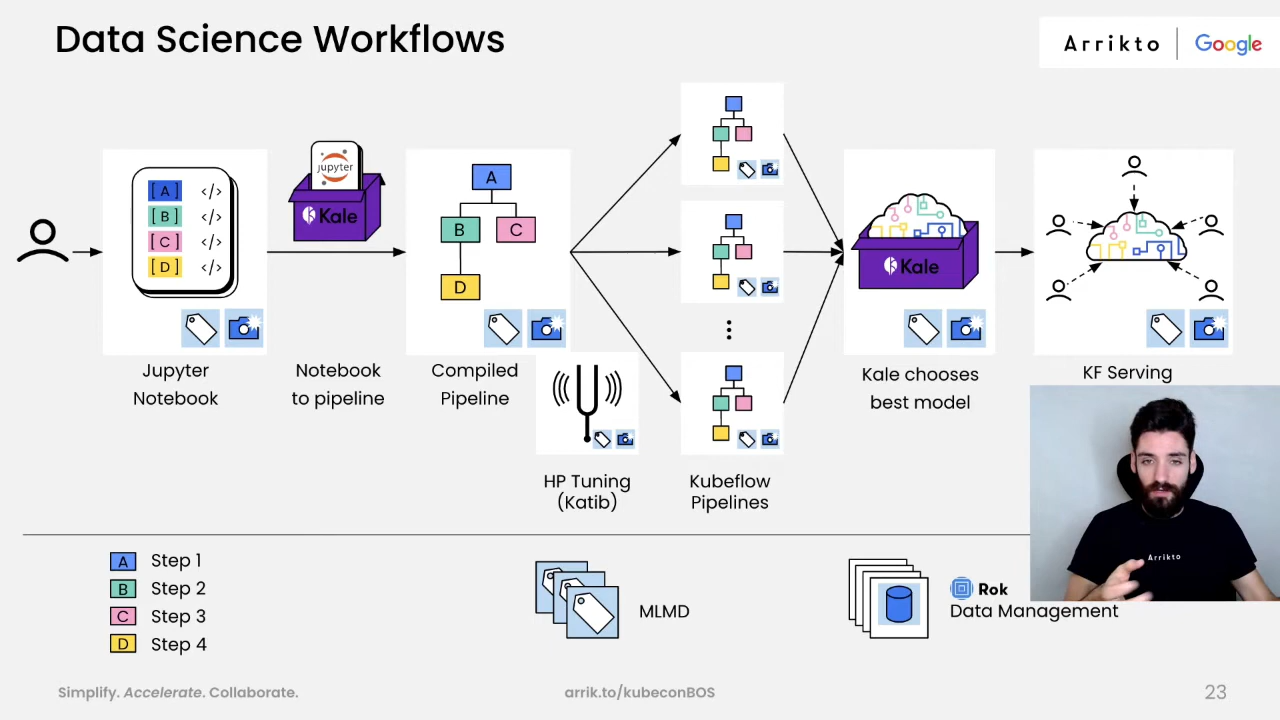 Data Science Workflows
Arrikto
Google
[ A ] </>
[ B ] </>
[ C ] </>
[ D ] </>
Jupyter
Notebook
jupyter
Kale
Notebook
to pipeline
A
B
C
D
Compiled
Pipeline
HP Tuning
(Katib)
Kubeflow
Pipelines
Kale
Kale chooses
best model
KF Serving
Arrikto
A Step 1
B Step 2
C Step 3
D Step 4
MLMD
Rok
Data Management
Simplify. Accelerate. Collaborate.
arrik.to/kubeconBOS
23